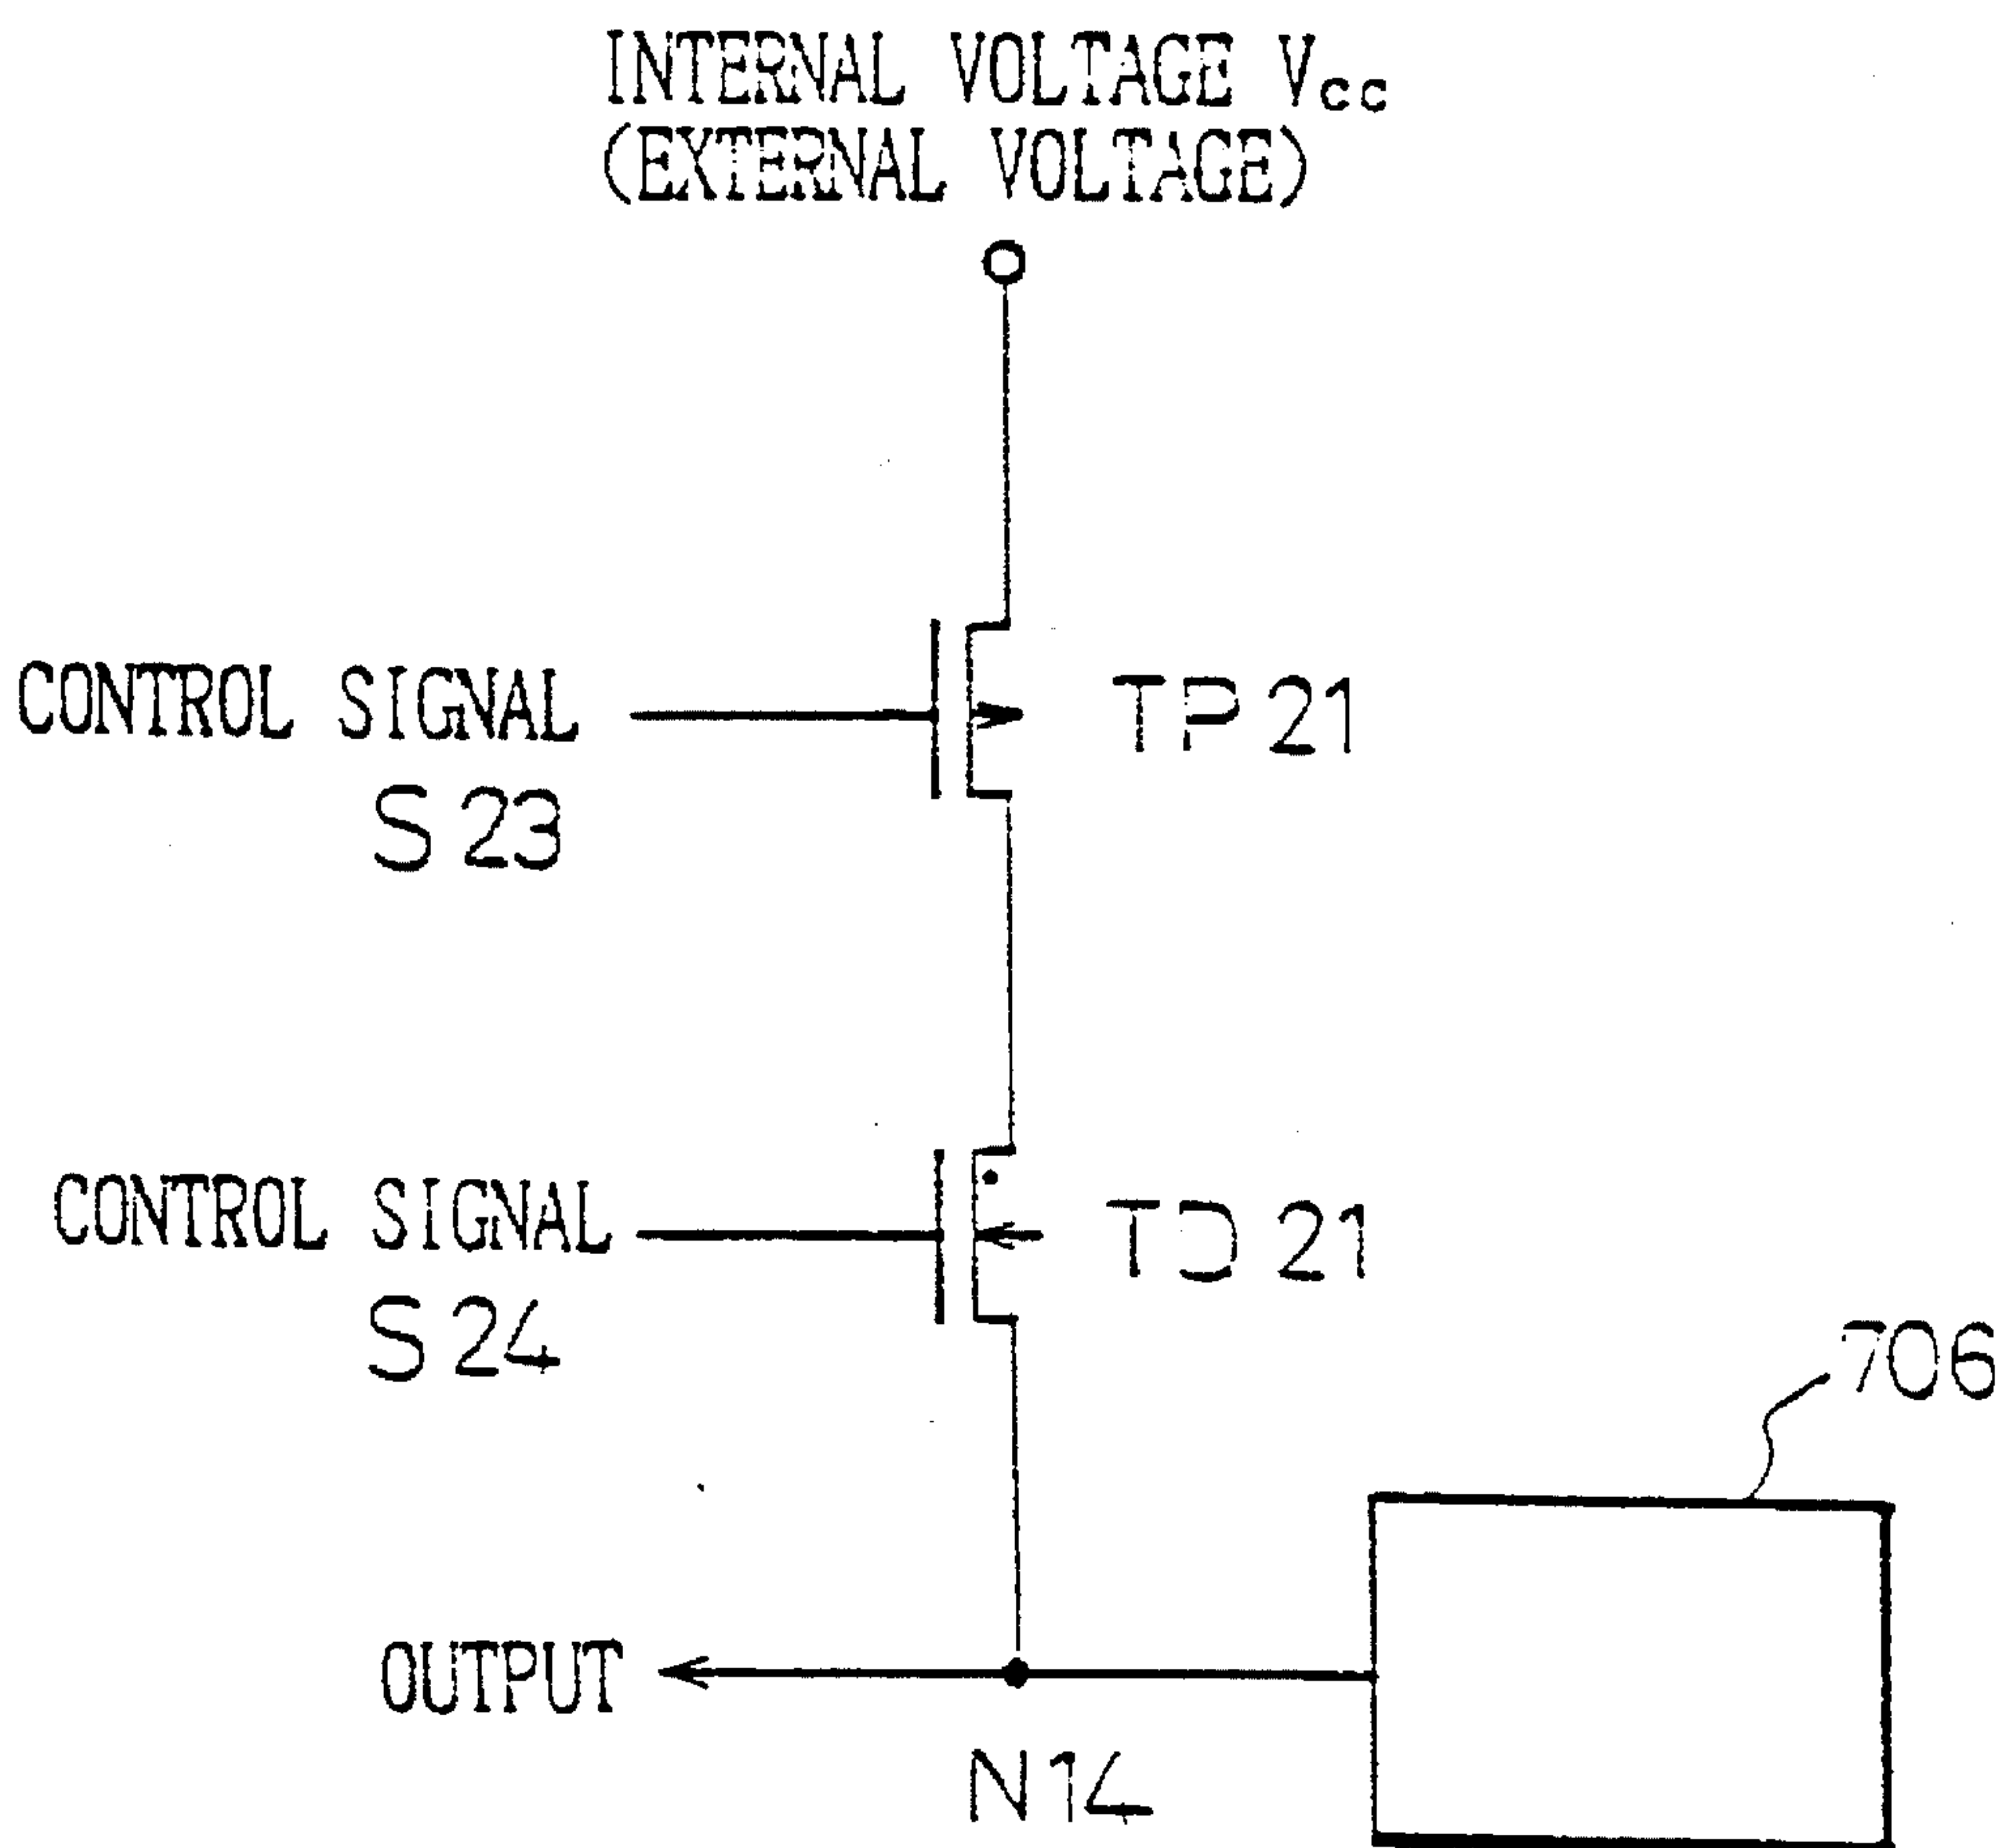 INTERNAL VOLTAGE Vcc
(EXTERNAL VOLTAGE)
CONTROL SIGNAL
S23
TP21
CONTROL SIGNAL
S24
TD21
706
OUTPUT
N14